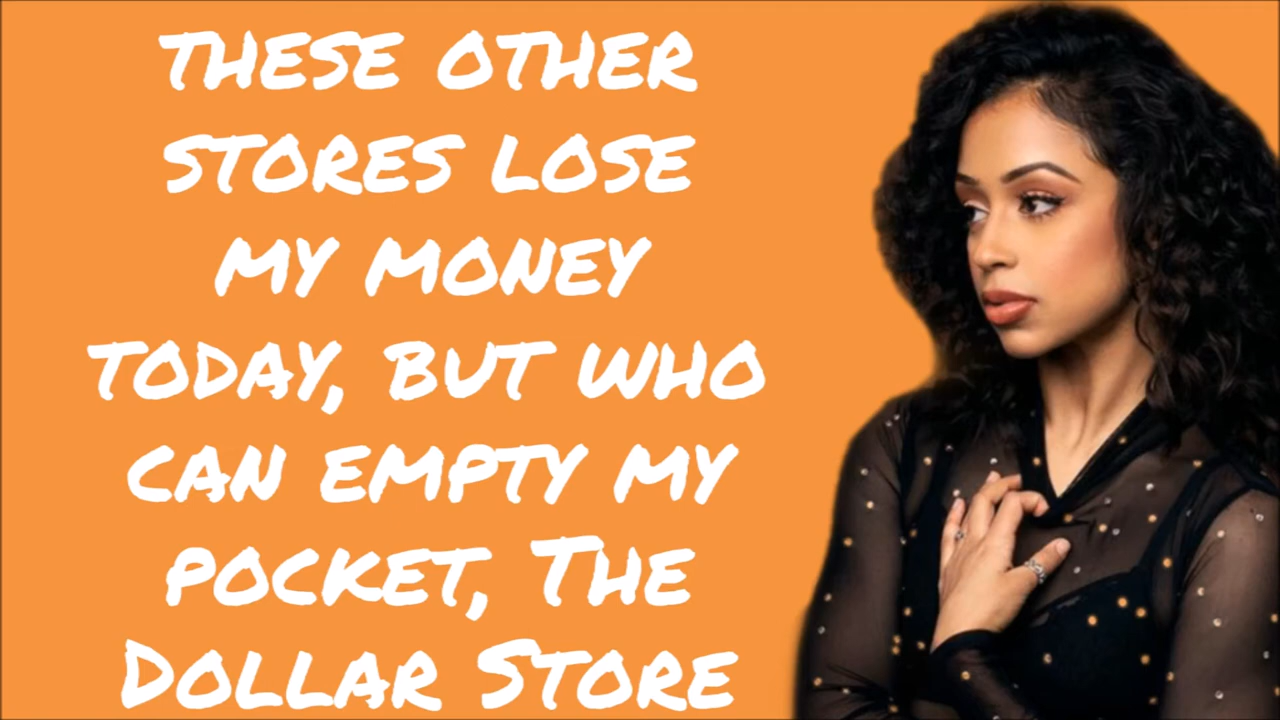 THESE OTHER
STORES LOSE
MY MONEY
TODAY, BUT WHO
CAN EMPTY MY
POCKET, THE
DOLLAR STORE